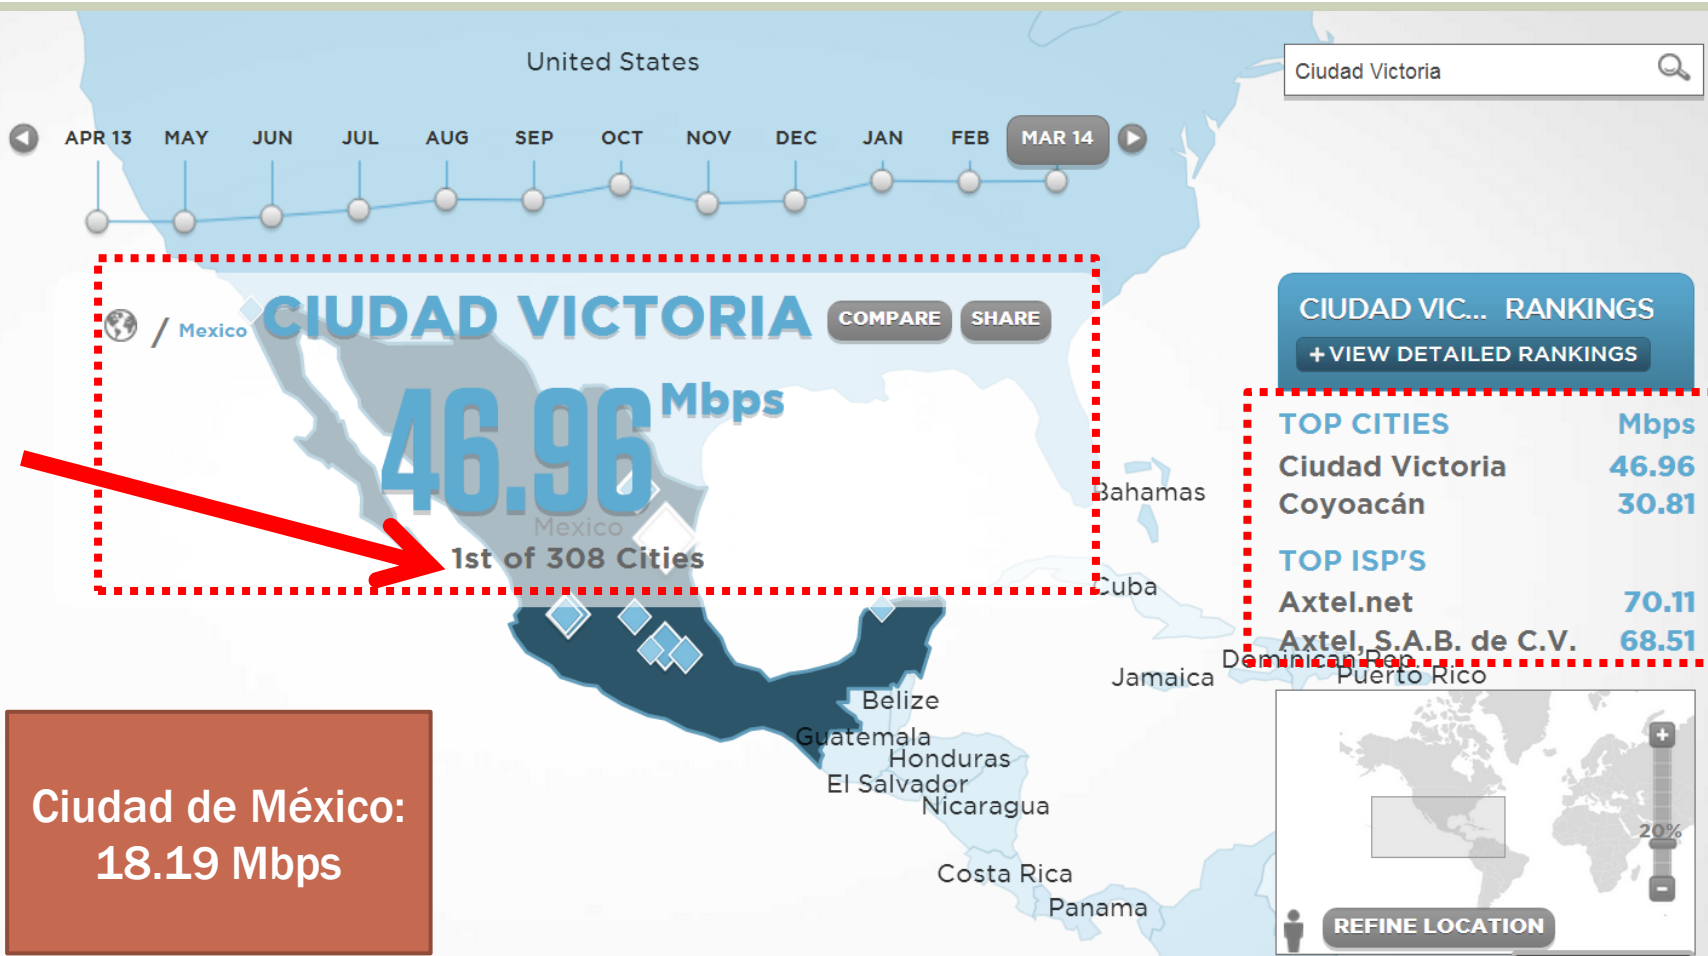 United States
Ciudad Victoria
APR 13 MAY JUN JUL AUG SEP OCT NOV DEC JAN FEB MAR 14
/ Mexico CIUDAD VICTORIA COMPARE SHARE
46.96 Mbps
Mexico
1st of 308 Cities
CIUDAD VIC... RANKINGS
+VIEW DETAILED RANKINGS
TOP CITIES Mbps
Ciudad Victoria 46.96
Coyoacán 30.81
TOP ISP'S
Axtel.net 70.11
Axtel, S.A.B. de C.V. 68.51
Bahamas
Cuba
Dominican Rep.
Puerto Rico
Jamaica
Belize
Guatemala
Honduras
El Salvador
Nicaragua
Costa Rica
Panama
Ciudad de México:
18.19 Mbps
20%
REFINE LOCATION